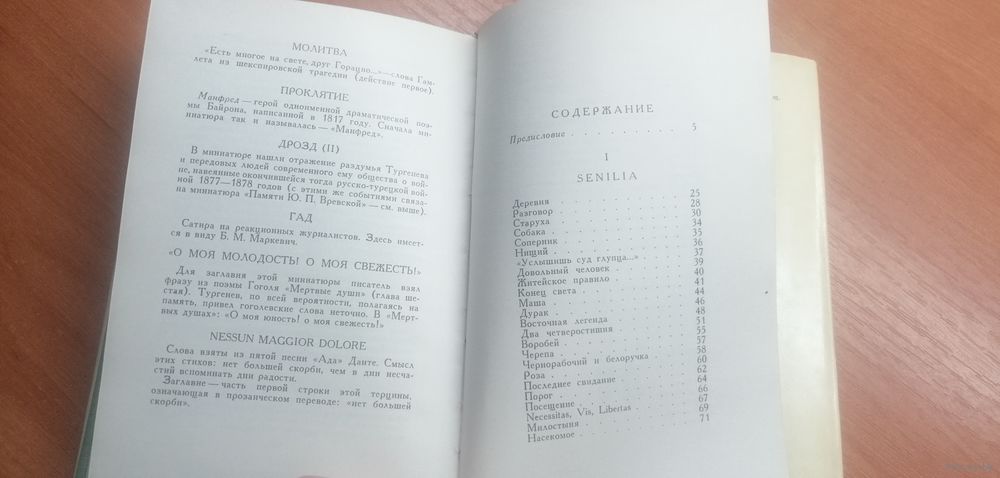 МОЛИТВА
«Есть многое на свете, друг Горацио...»—слова Гам-
лета из шекспировской трагедии (действие первое).
ПРОКЛЯТИЕ
Манфред — герой одноименной драматической поэ-
мы Байрона, написанной в 1817 году. Сначала ми-
ниатюра так и называлась — «Манфред».
ДРОЗД (II)
В миниатюре нашли отражение раздумья Тургенева
и передовых людей современного ему общества о вой-
не, навеянные окончившейся тогда русско-турецкой вой-
ной 1877—1878 годов (с этими же событиями связа-
на миниатюра «Памяти Ю. П. Вревской» — см. выше).
ГАД
Сатира на реакционных журналистов. Здесь имеет-
ся в виду Б. М. Маркевич.
«О МОЯ МОЛОДОСТЬ! О МОЯ СВЕЖЕСТЬ!»
Для заглавия этой миниатюры писатель взял
фразу из поэмы Гоголя «Мертвые души» (глава ше-
стая). Тургенев, по всей вероятности, полагаясь на
память, привел гоголевские слова неточно. В «Мерт-
вых душах»: «О моя юность! о моя свежесть!»
NESSUN MAGGIOR DOLORE
Слова взяты из пятой песни «Ада» Данте. Смысл
этих стихов: нет большей скорби, чем в дни несча-
стий вспоминать дни радости.
Заглавие — часть первой строки этой терцины,
означающая в прозаическом переводе: «нет большей
скорби».
СОДЕРЖАНИЕ
Предисловие . . . . . . . . . . 5
I
SENILIA
Деревня . . . . . . . . . . 25
Разговор . . . . . . . . . . 28
Старуха . . . . . . . . . . 30
Собака . . . . . . . . . . 34
Соперник . . . . . . . . . . 35
Нищий . . . . . . . . . . 36
«Услышишь суд глупца...» . . . . . . 37
Довольный человек . . . . . . . 39
Житейское правило . . . . . . . 40
Конец света . . . . . . . . . 41
Маша . . . . . . . . . . 44
Дурак . . . . . . . . . . 46
Восточная легенда . . . . . . . 48
Два четверостишия . . . . . . . 51
Воробей . . . . . . . . . . 55
Черепа . . . . . . . . . . 57
Чернорабочий и белоручка . . . . . 58
Роза . . . . . . . . . . 60
Последнее свидание . . . . . . . 62
Порог . . . . . . . . . . 64
Посещение . . . . . . . . . 66
Necessitas, Vis, Libertas . . . . . . 67
Милостыня . . . . . . . . . 69
Насекомое . . . . . . . . . 71